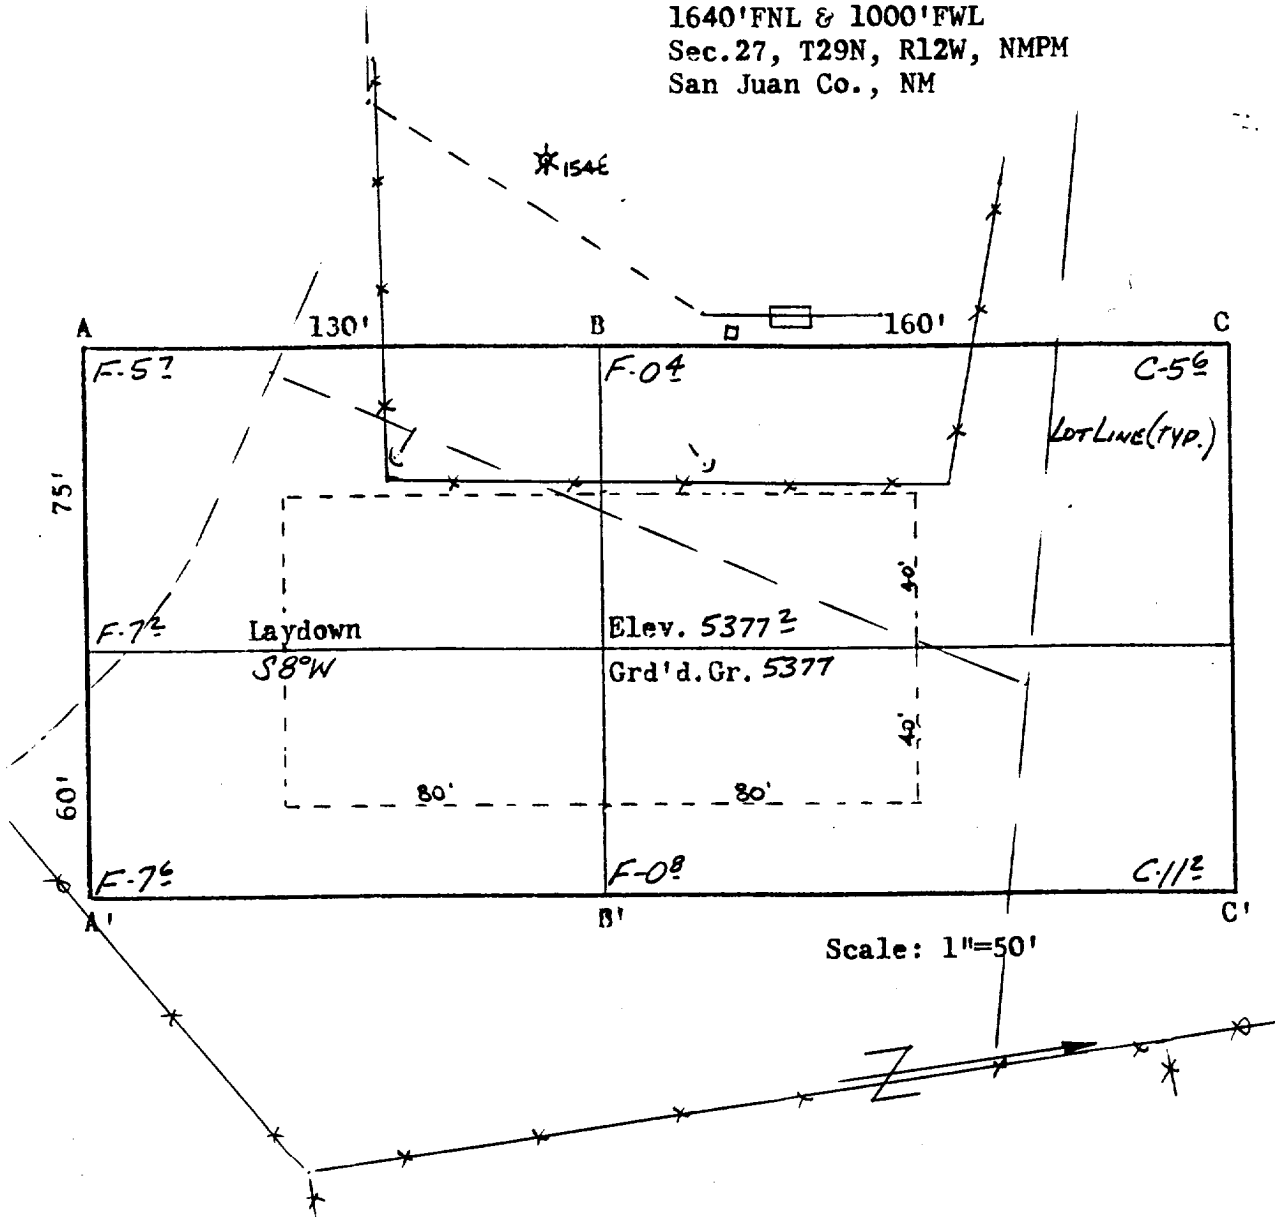 1640'FNL & 1000'FWL
Sec.27, T29N, R12W, NMPM
San Juan Co., NM
154E
A 130' B 160' C
F-5 7 F-0 4 C-5 6
LOT LINE (TYP.)
75'
40'
F-7 2 Laydown Elev. 5377 2
S8°W Grd'd.Gr. 5377
40'
60' 80' 80'
F-7 6 F-0 8 C-11 2
A' B' C'
Scale: 1"=50'
Z